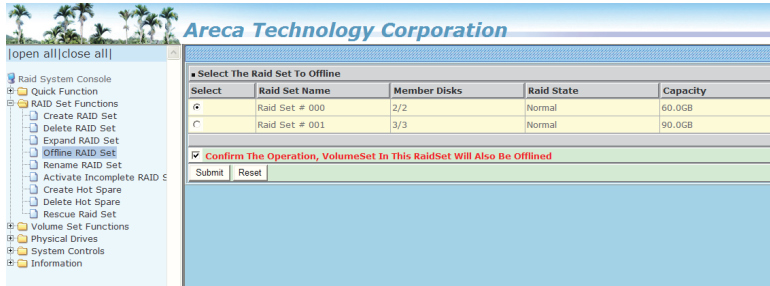 Areca Technology Corporation
|open all|close all|
Raid System Console
Quick Function
RAID Set Functions
Create RAID Set
Delete RAID Set
Expand RAID Set
Offline RAID Set
Rename RAID Set
Activate Incomplete RAID S
Create Hot Spare
Delete Hot Spare
Rescue Raid Set
Volume Set Functions
Physical Drives
System Controls
Information
Select The Raid Set To Offline
Select Raid Set Name Member Disks Raid State Capacity
Raid Set # 000 2/2 Normal 60.0GB
Raid Set # 001 3/3 Normal 90.0GB
Confirm The Operation, VolumeSet In This RaidSet Will Also Be Offlined
Submit Reset